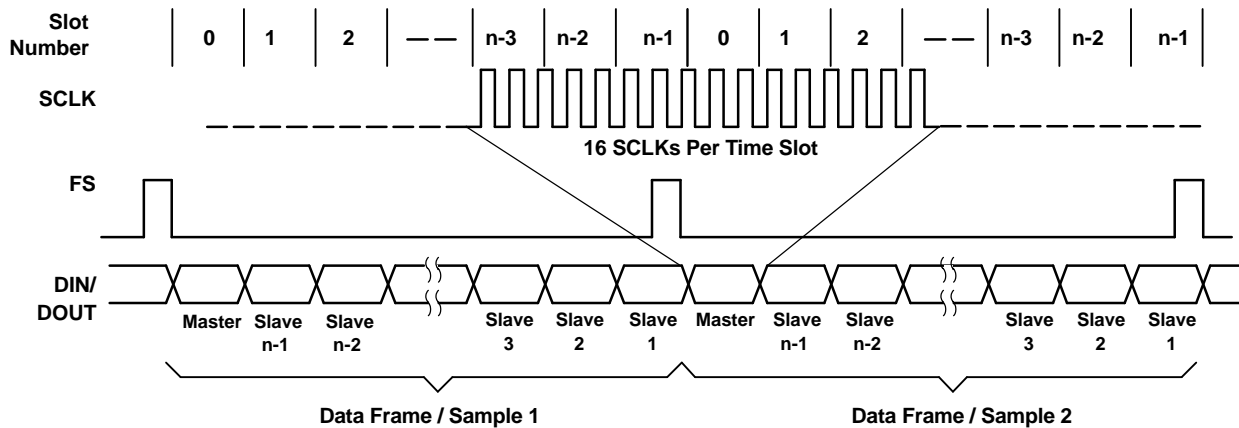 Slot
Number
0 1 2 n-3 n-2 n-1 0 1 2 n-3 n-2 n-1
SCLK
16 SCLKs Per Time Slot
FS
DIN/
DOUT
Master Slave Slave Slave Slave Slave Master Slave Slave Slave Slave Slave
n-1 n-2 3 2 1 n-1 n-2 3 2 1
Data Frame / Sample 1 Data Frame / Sample 2